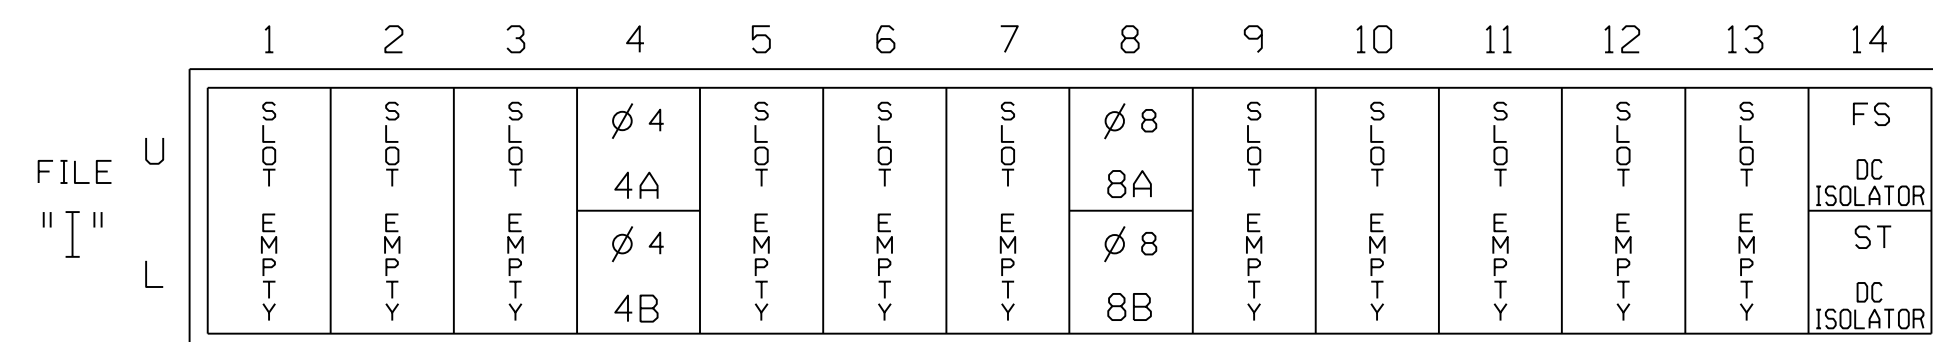 1 2 3 4 5 6 7 8 9 10 11 12 13 14
FILE
"I"
U
L
SLOT EMPTY
SLOT EMPTY
SLOT EMPTY
Ø 4
4A
Ø 4
4B
SLOT EMPTY
SLOT EMPTY
SLOT EMPTY
Ø 8
8A
Ø 8
8B
SLOT EMPTY
SLOT EMPTY
SLOT EMPTY
SLOT EMPTY
SLOT EMPTY
FS
DC
ISOLATOR
ST
DC
ISOLATOR